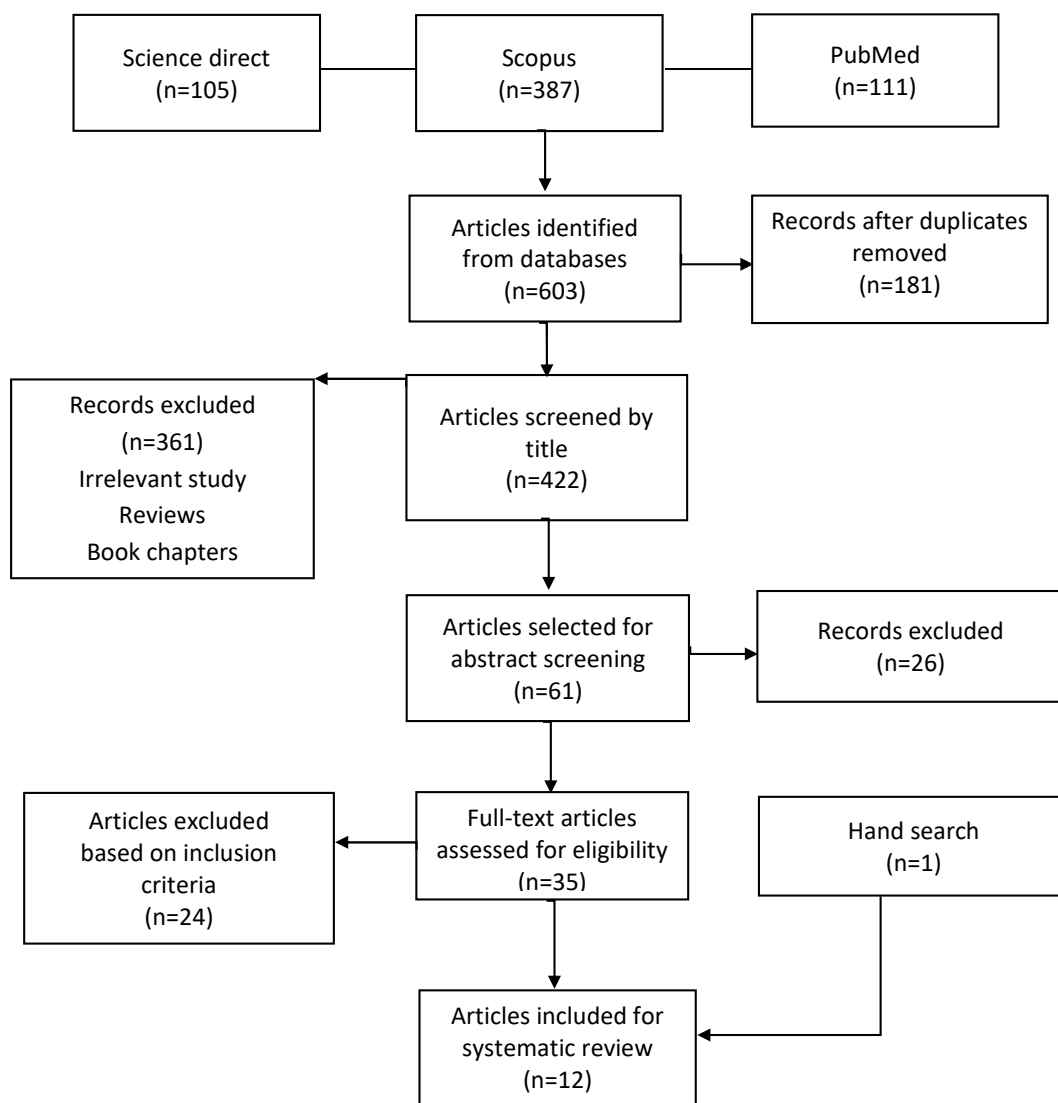 Science direct
(n=105)
Scopus
(n=387)
PubMed
(n=111)
Articles identified
from databases
(n=603)
Records after duplicates
removed
(n=181)
Records excluded
(n=361)
Irrelevant study
Reviews
Book chapters
Articles screened by
title
(n=422)
Articles selected for
abstract screening
(n=61)
Records excluded
(n=26)
Articles excluded
based on inclusion
criteria
(n=24)
Full-text articles
assessed for eligibility
(n=35)
Hand search
(n=1)
Articles included for
systematic review
(n=12)